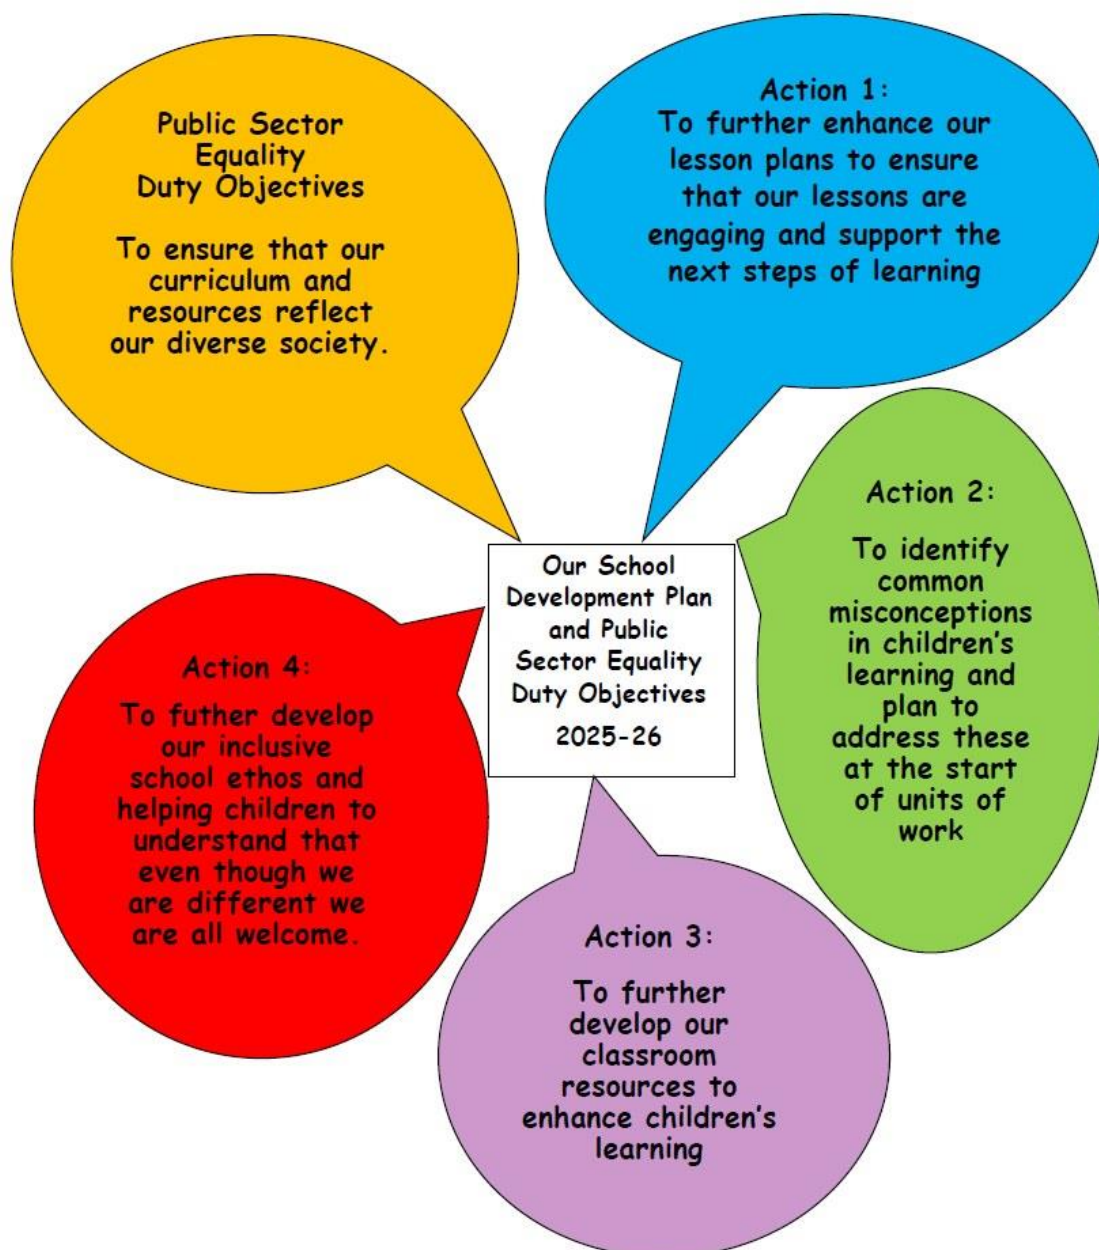 Public Sector
Equality
Duty Objectives
To ensure that our
curriculum and
resources reflect
our diverse society.
Action 1:
To further enhance our
lesson plans to ensure
that our lessons are
engaging and support the
next steps of learning
Action 2:
To identify
common
misconceptions
in children's
learning and
plan to
address these
at the start
of units of
work
Our School
Development Plan
and Public
Sector Equality
Duty Objectives
2025-26
Action 4:
To futher develop
our inclusive
school ethos and
helping children to
understand that
even though we
are different we
are all welcome.
Action 3:
To further
develop our
classroom
resources to
enhance children's
learning